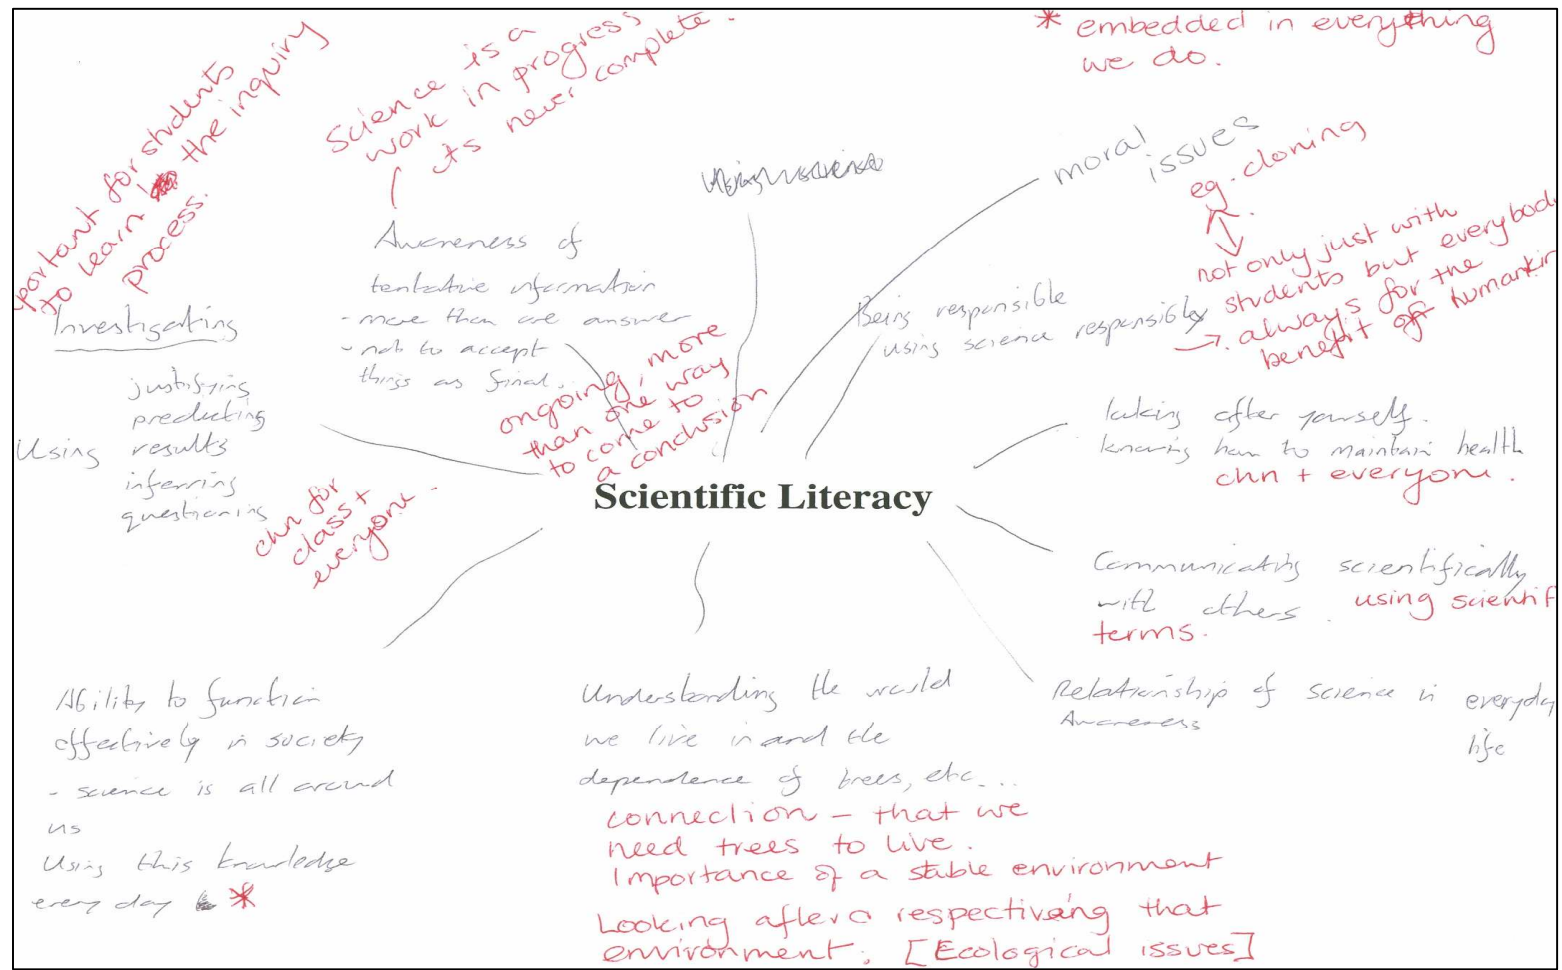 * embedded in everything
we do.
Science is a
work in progress
its never complete.
portant for students
to learn the inquiry
process.
moral
issues
eg. cloning
not only just with
students but everybod
always for the
benefit of humankin
Awareness of
tentative information
- more than one answer
- not to accept
things as final.
ongoing, more
than one way
to come to
a conclusion
Being responsible
using science responsibly
Investigating
justifying
predicting
Using results
inferring
questioning
chn for
class +
everyone.
taking after yourself.
knowing how to maintain health
chn + everyone.
Scientific Literacy
Communicating scientifically
with others. using scientif
terms.
Ability to function
effectively in society
- science is all around
us
Using this knowledge
every day *
Understanding the world
we live in and the
dependence of trees, etc...
connection - that we
need trees to live.
Importance of a stable environment
Looking after respectiveing that
environment. [Ecological issues]
Relationship of science in everyday
Awareness
life